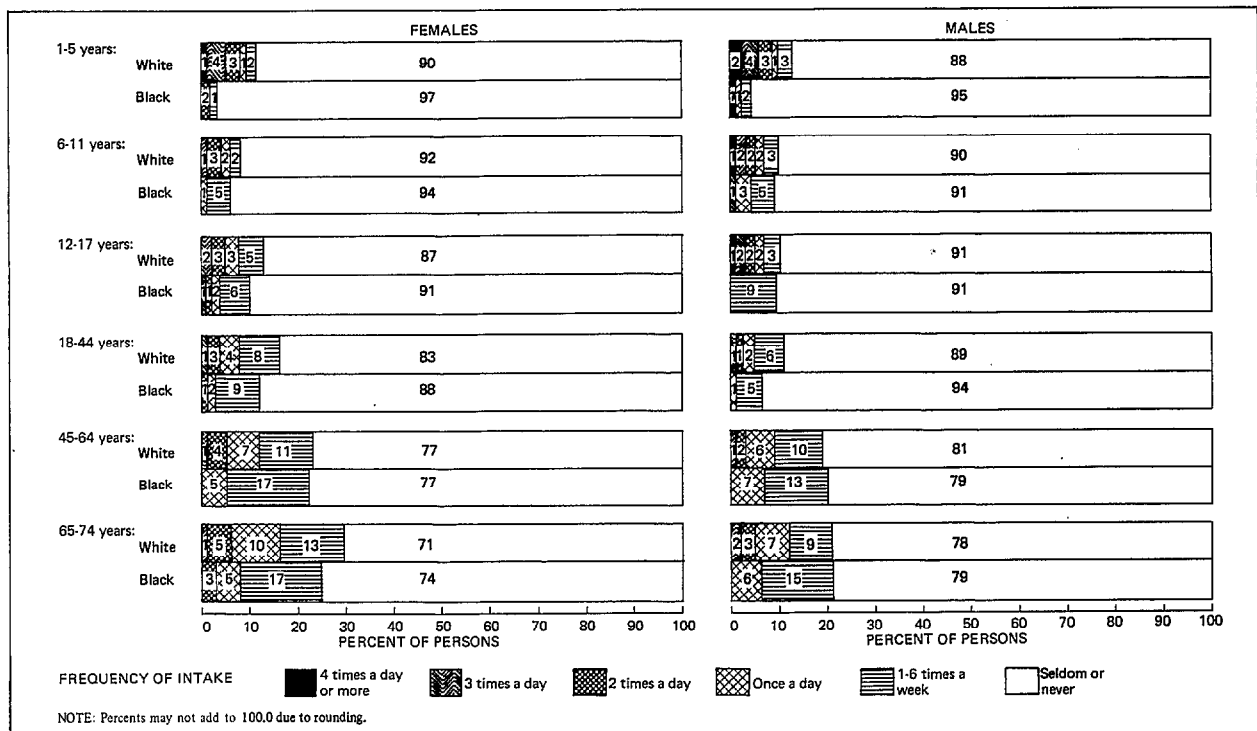 FEMALES MALES
1-5 years:
White 1 4 3 1 2 90 2 4 3 1 3 88
Black 2 1 97 1 1 2 95
6-11 years:
White 1 3 2 2 92 1 2 2 2 3 90
Black 1 5 94 1 3 5 91
12-17 years:
White 2 3 3 5 87 1 2 2 2 3 91
Black 1 1 2 6 91 9 91
18-44 years:
White 1 3 4 8 83 1 1 2 6 89
Black 1 2 9 88 1 5 94
45-64 years:
White 1 4 7 11 77 1 2 6 10 81
Black 5 17 77 7 13 79
65-74 years:
White 1 5 10 13 71 2 3 7 9 78
Black 3 5 17 74 6 15 79
0 10 20 30 40 50 60 70 80 90 100 0 10 20 30 40 50 60 70 80 90 100
PERCENT OF PERSONS PERCENT OF PERSONS
FREQUENCY OF INTAKE 4 times a day or more 3 times a day 2 times a day Once a day 1-6 times a week Seldom or never
NOTE: Percents may not add to 100.0 due to rounding.